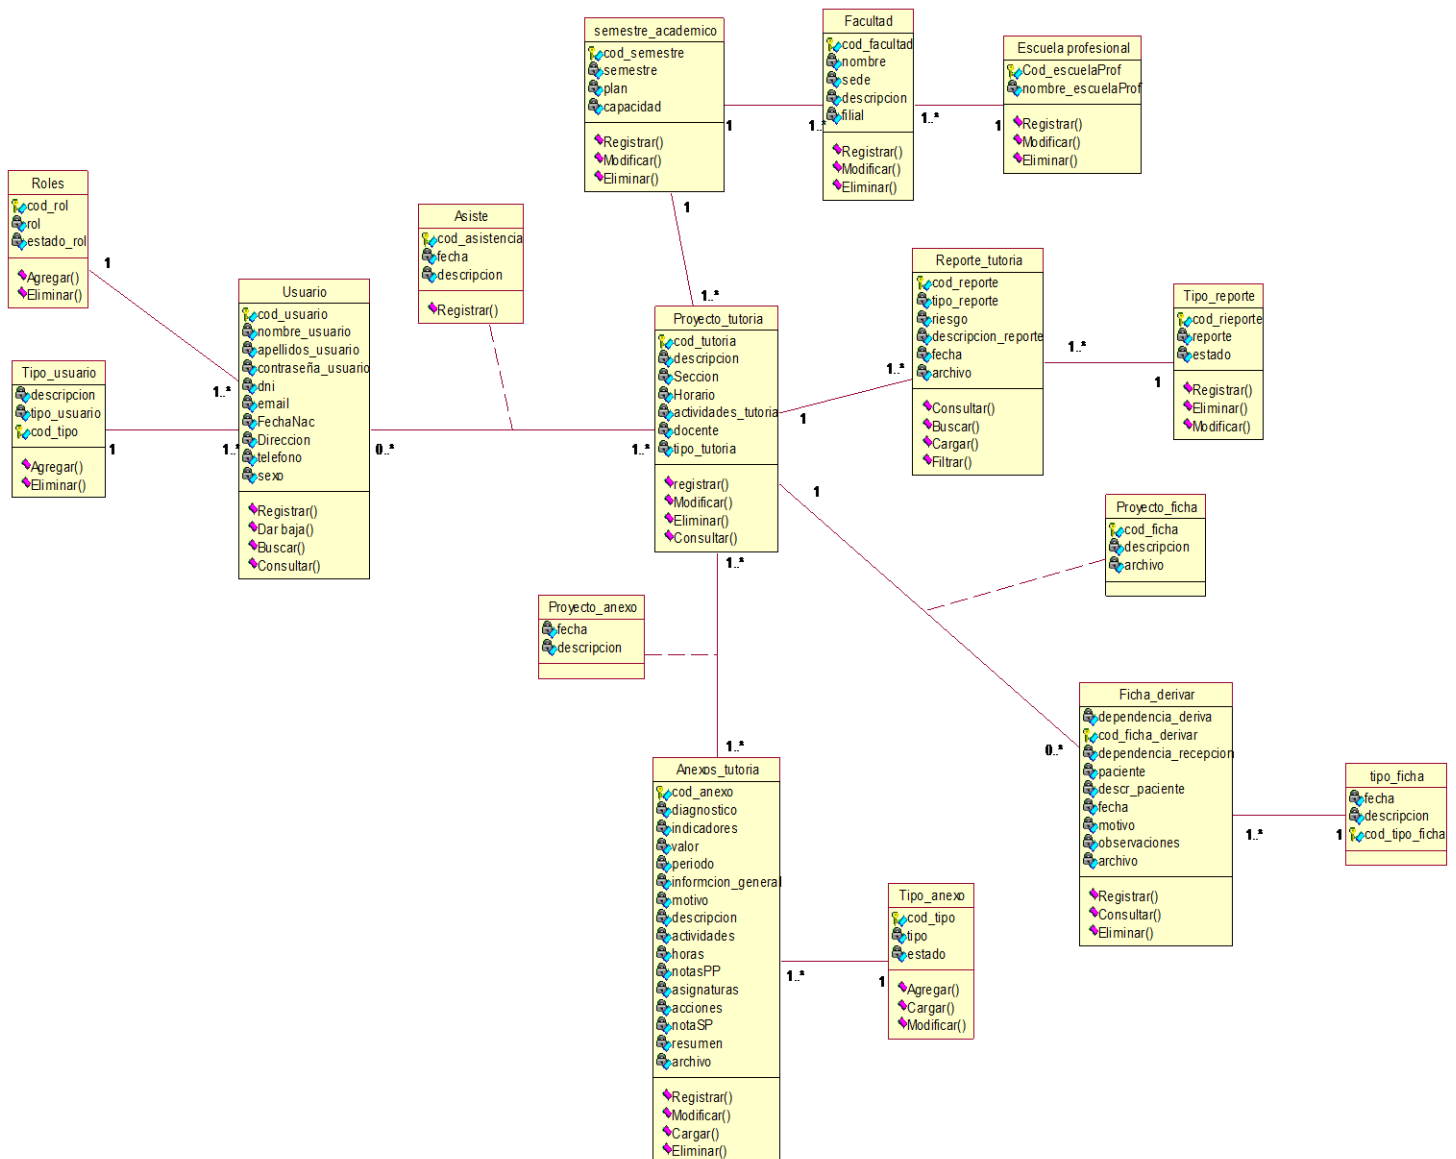 semestre_academico
cod_semestre
semestre
plan
capacidad
Registrar()
Modificar()
Eliminar()
Facultad
cod_facultad
nombre
sede
descripcion
filial
Registrar()
Modificar()
Eliminar()
Escuela profesional
Cod_escuelaProf
nombre_escuelaProf
Registrar()
Modificar()
Eliminar()
1
1..*
1..*
1
1
1..*
Roles
cod_rol
rol
estado_rol
Agregar()
Eliminar()
1
1..*
Tipo_usuario
descripcion
tipo_usuario
cod_tipo
Agregar()
Eliminar()
1
1..*
Usuario
cod_usuario
nombre_usuario
apellidos_usuario
contraseña_usuario
dni
email
FechaNac
Direccion
telefono
sexo
Registrar()
Dar baja()
Buscar()
Consultar()
0..*
1..*
Asiste
cod_asistencia
fecha
descripcion
Registrar()
Proyecto_tutoria
cod_tutoria
descripcion
Seccion
Horario
actividades_tutoria
docente
tipo_tutoria
registrar()
Modificar()
Eliminar()
Consultar()
1
1..*
Reporte_tutoria
cod_reporte
tipo_reporte
riesgo
descripcion_reporte
fecha
archivo
Consultar()
Buscar()
Cargar()
Filtrar()
1..*
1
Tipo_reporte
cod_rieporte
reporte
estado
Registrar()
Eliminar()
Modificar()
1
0..*
Proyecto_ficha
cod_ficha
descripcion
archivo
1..*
1..*
Proyecto_anexo
fecha
descripcion
Anexos_tutoria
cod_anexo
diagnostico
indicadores
valor
periodo
informcion_general
motivo
descripcion
actividades
horas
notasPP
asignaturas
acciones
notaSP
resumen
archivo
Registrar()
Modificar()
Cargar()
Eliminar()
1..*
1
Tipo_anexo
cod_tipo
tipo
estado
Agregar()
Cargar()
Modificar()
Ficha_derivar
dependencia_deriva
cod_ficha_derivar
dependencia_recepcion
paciente
descr_paciente
fecha
motivo
observaciones
archivo
Registrar()
Consultar()
Eliminar()
1..*
1
tipo_ficha
fecha
descripcion
cod_tipo_ficha